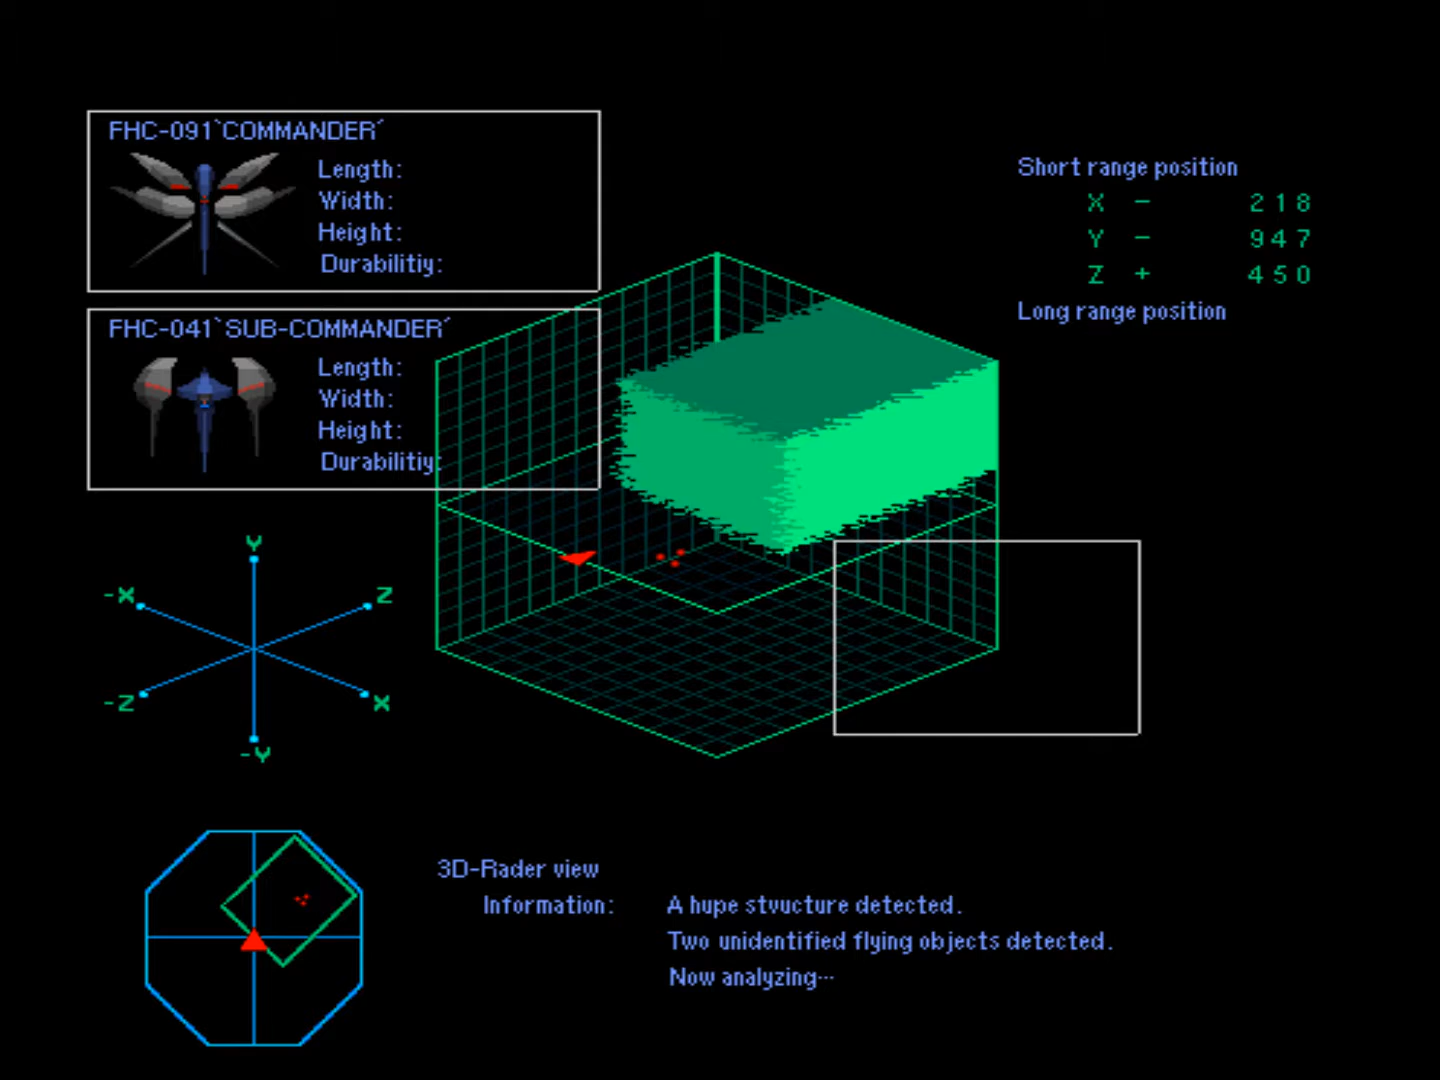 FHC-091`COMMANDER´
Length:
Width:
Height:
Durabilitiy:
FHC-041`SUB-COMMANDER´
Length:
Width:
Height:
Durabilitiy:
Short range position
X - 218
Y - 947
Z + 450
Long range position
Y
-X
Z
-Z
X
-Y
3D-Rader view
Information: A hupe stvucture detected.
Two unidentified flying objects detected.
Now analyzing…